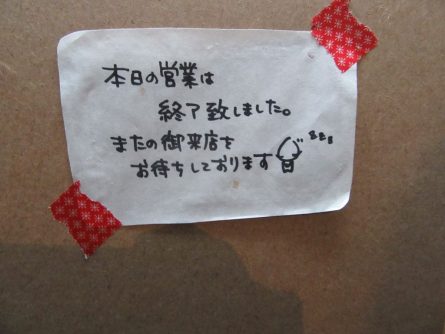 本日の営業は
終了致しました。
またの御来店を
お待ちしております zzz